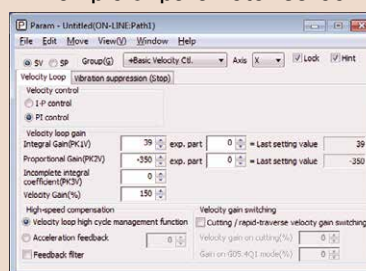 Param - Untitled(ON-LINE:Path1)
File Edit Move View(V) Window Help
SV SP Group(G) +Basic Velocity Ctl. Axis X Lock Hint
Velocity Loop Vibration suppression (Stop)
Velocity control
I-P control
PI control
Velocity loop gain
Integral Gain(PK1V) 39 exp. part 0 = Last setting value 39
Proportional Gain(PK2V) -350 exp. part 0 = Last setting value -350
Incomplete integral
coefficient(PK3V) 0
Velocity Gain(%) 150
High-speed compensation Velocity gain switching
Velocity loop high cycle management function Cutting / rapid-traverse velocity gain switching
Acceleration feedback 0 Velocity gain on cutting(%) 0
Feedback filter Gain on G05.4Q1 mode(%) 0